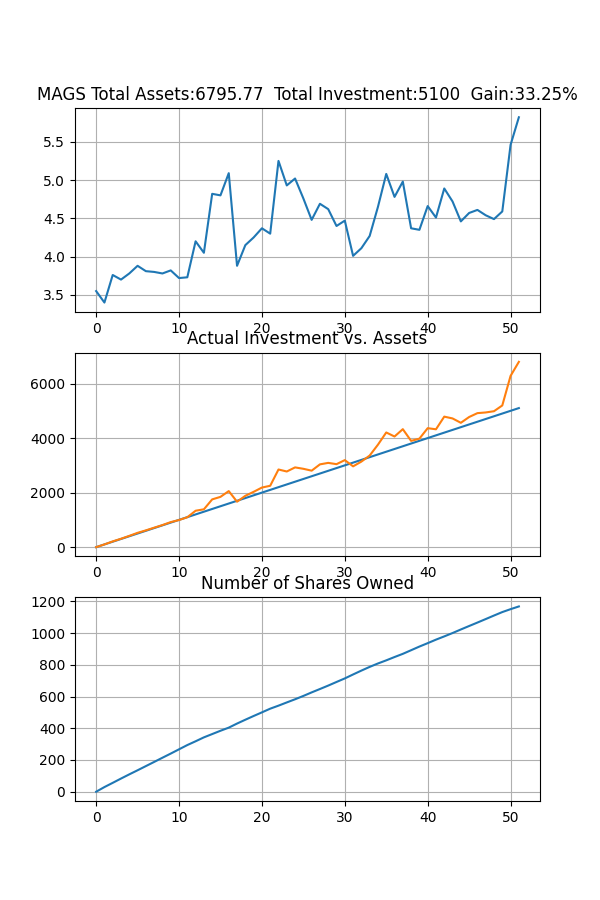 MAGS Total Assets:6795.77  Total Investment:5100  Gain:33.25%
5.5
5.0
4.5
4.0
3.5
0 10 20 30 40 50
Actual Investment vs. Assets
6000
4000
2000
0
0 10 20 30 40 50
Number of Shares Owned
1200
1000
800
600
400
200
0
0 10 20 30 40 50